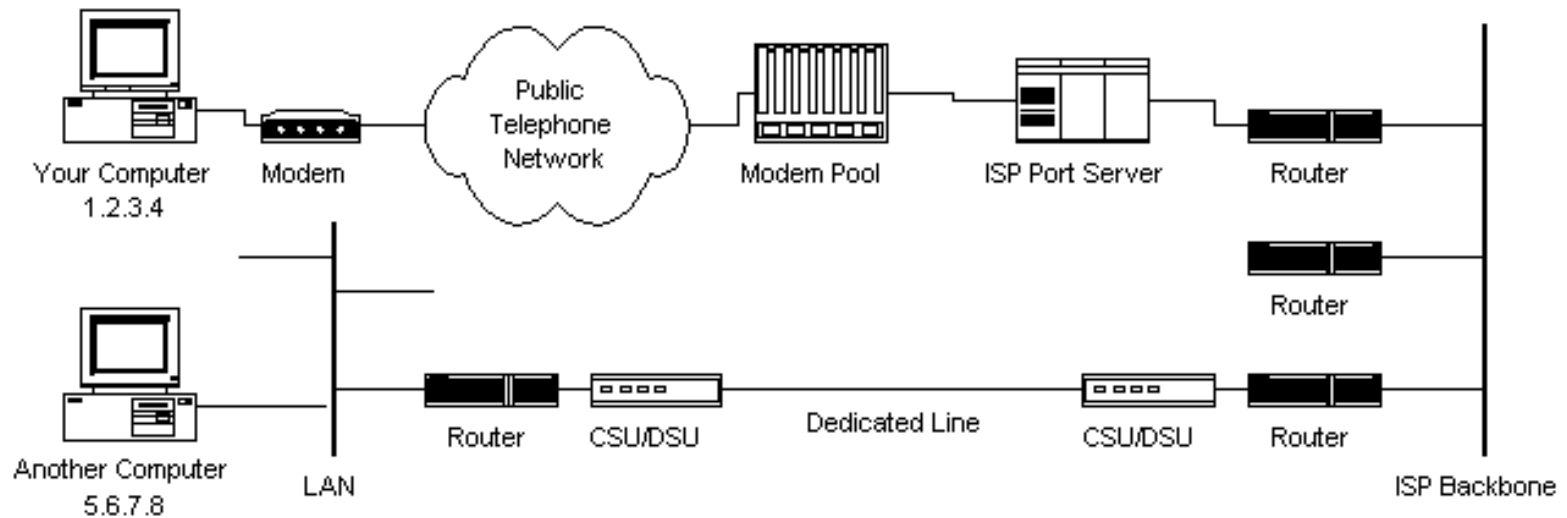 Public
Telephone
Network
Your Computer
1.2.3.4
Modem
Modem Pool
ISP Port Server
Router
Router
Another Computer
5.6.7.8
LAN
Router
CSU/DSU
Dedicated Line
CSU/DSU
Router
ISP Backbone